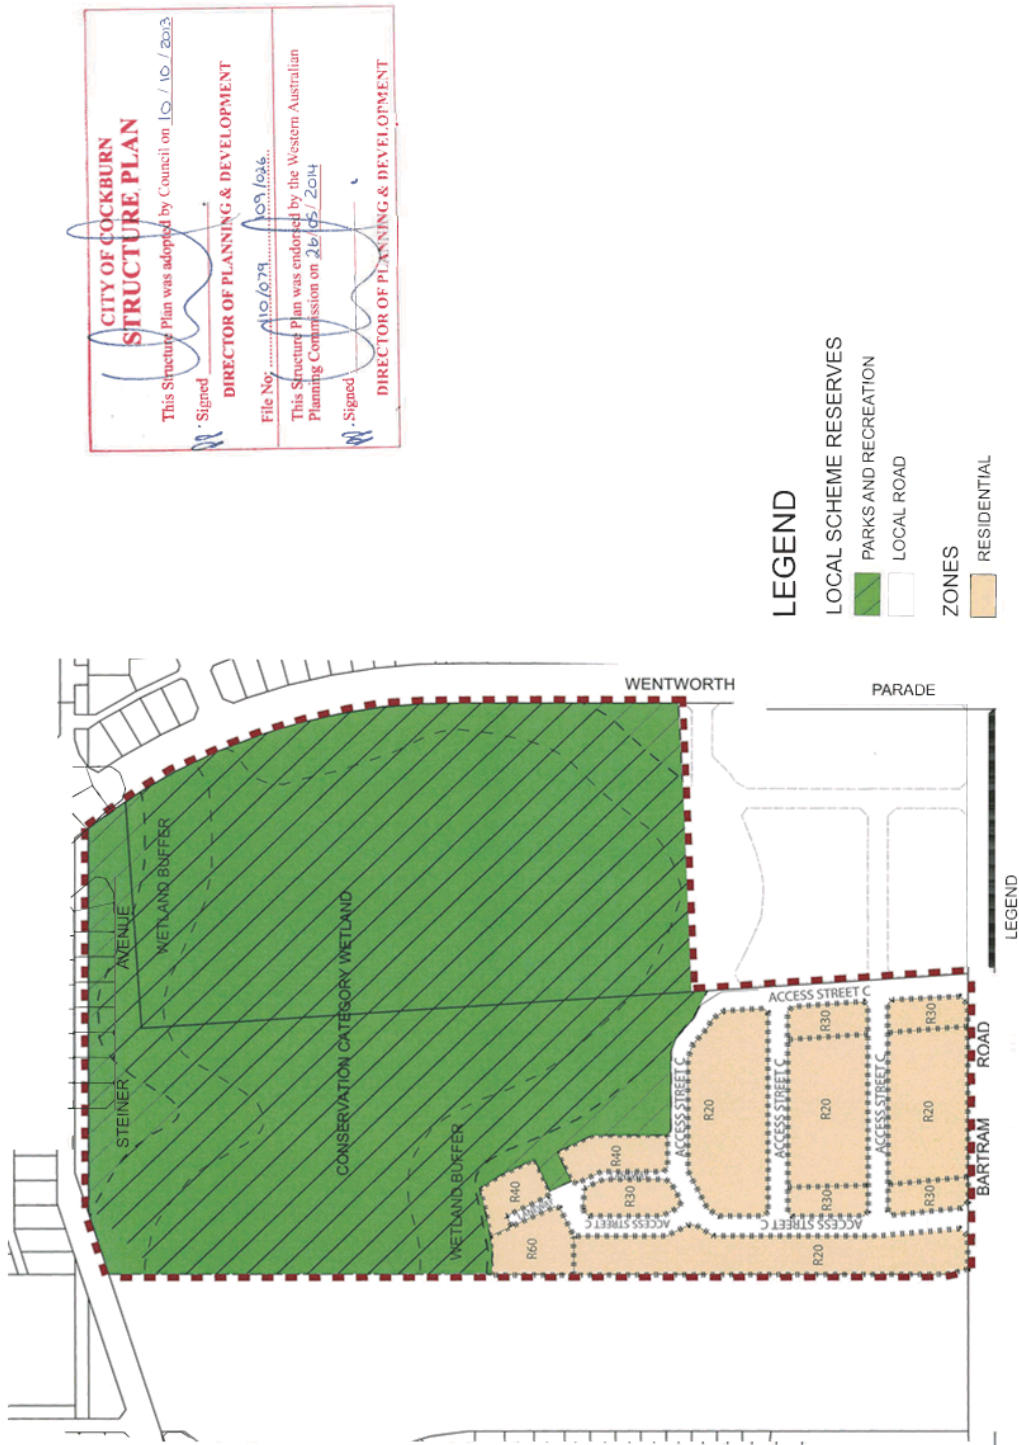 CITY OF COCKBURN
STRUCTURE PLAN
This Structure Plan was adopted by Council on 10/10/2013
Signed
DIRECTOR OF PLANNING & DEVELOPMENT
File No: 110/079 109/026
This Structure Plan was endorsed by the Western Australian
Planning Commission on 26/05/2014
Signed
DIRECTOR OF PLANNING & DEVELOPMENT
LEGEND
LOCAL SCHEME RESERVES
PARKS AND RECREATION
LOCAL ROAD
ZONES
RESIDENTIAL
WENTWORTH
PARADE
STEINER
AVENUE
WETLAND BUFFER
CONSERVATION CATEGORY WETLAND
WETLAND BUFFER
R60
R40
LANEWAY
R40
R30
ACCESS STREET C
ACCESS STREET C
R20
ACCESS STREET C
ACCESS STREET C
R20
R30
R20
R30
ACCESS STREET C
ACCESS STREET C
R30
R20
R30
BARTRAM
ROAD
LEGEND